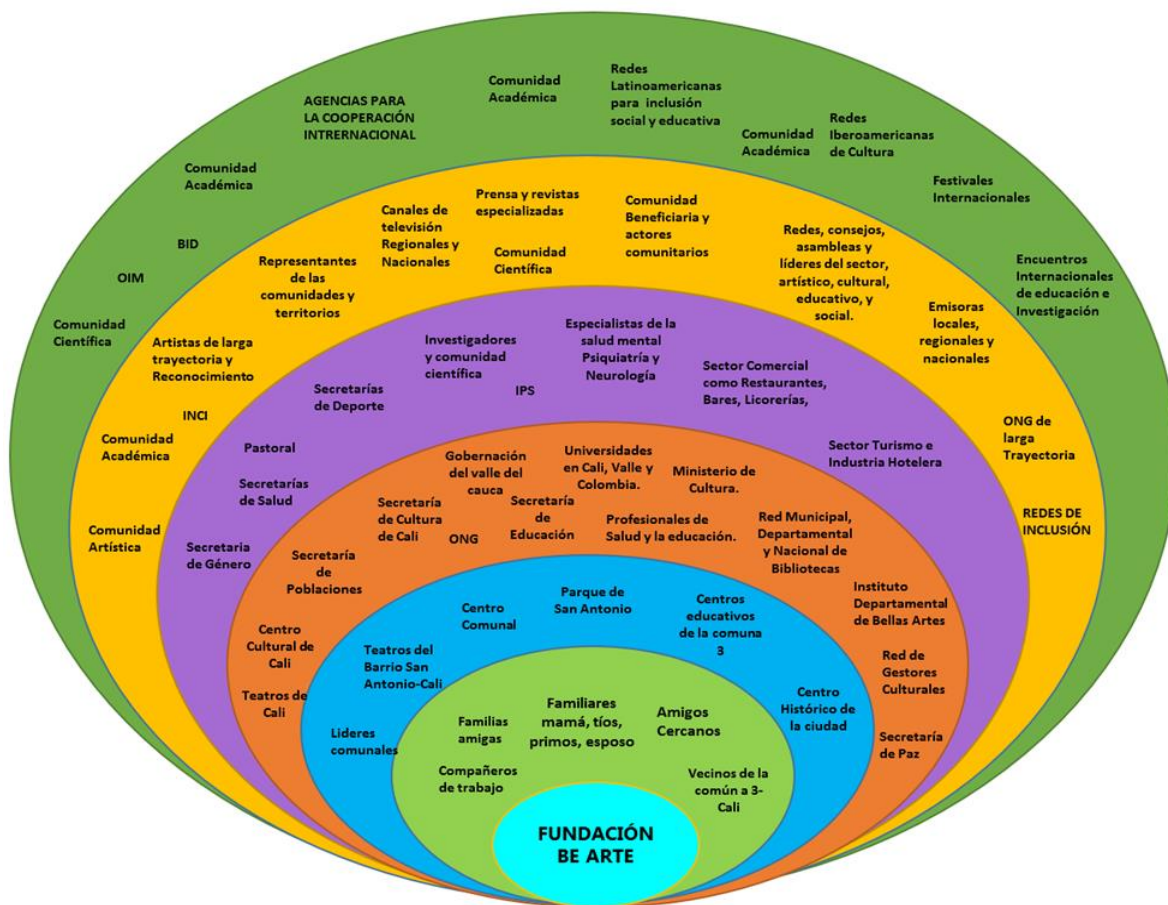 Comunidad
Académica
Redes
Latinoamericanas
para inclusión
social y educativa
AGENCIAS PARA
LA COOPERACIÓN
INTRERNACIONAL
Comunidad
Académica
Redes
Iberoamericanas
de Cultura
Comunidad
Académica
Festivales
Internacionales
BID
OIM
Comunidad
Científica
Encuentros
Internacionales
de educación e
Investigación
Prensa y revistas
especializadas
Canales de
televisión
Regionales y
Nacionales
Comunidad
Beneficiaria y
actores
comunitarios
Comunidad
Científica
Redes, consejos,
asambleas y
líderes del sector,
artístico, cultural,
educativo, y
social.
Representantes
de las
comunidades y
territorios
Emisoras
locales,
regionales y
nacionales
Artistas de larga
trayectoria y
Reconocimiento
INCI
Comunidad
Académica
ONG de
larga
Trayectoria
Comunidad
Artística
REDES DE
INCLUSIÓN
Especialistas de la
salud mental
Psiquiatría y
Neurología
Investigadores
y comunidad
científica
IPS
Sector Comercial
como Restaurantes,
Bares, Licorerías,
Secretarías
de Deporte
Pastoral
Sector Turismo e
Industria Hotelera
Secretarías
de Salud
Secretaria
de Género
Gobernación
del valle del
cauca
Universidades
en Cali, Valle y
Colombia.
Ministerio de
Cultura.
Secretaría
de Cultura
de Cali
ONG
Secretaría
de
Educación
Profesionales de
Salud y la educación.
Red Municipal,
Departamental
y Nacional de
Bibliotecas
Secretaría
de
Poblaciones
Instituto
Departamental
de Bellas Artes
Centro
Cultural de
Cali
Red de
Gestores
Culturales
Teatros de
Cali
Secretaría
de Paz
Parque de
San Antonio
Centro
Comunal
Centros
educativos
de la comuna
3
Teatros del
Barrio San
Antonio-Cali
Centro
Histórico de
la ciudad
Lideres
comunales
Familiares
mamá, tíos,
primos, esposo
Familias
amigas
Amigos
Cercanos
Compañeros
de trabajo
Vecinos de la
común a 3-
Cali
FUNDACIÓN
BE ARTE